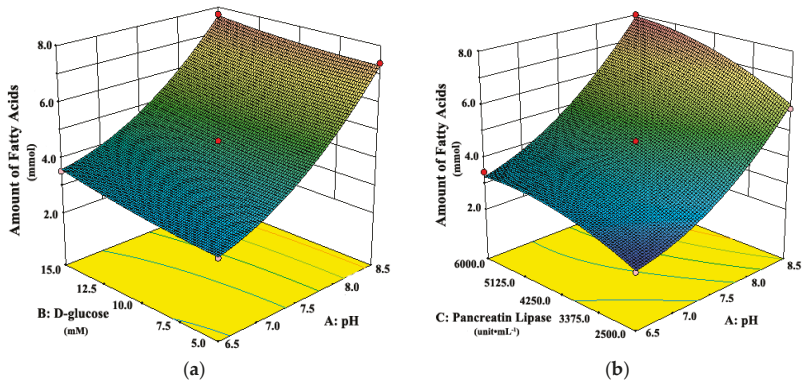 8.0
6.0
4.0
2.0
Amount of Fatty Acids
(mmol)
15.0
12.5
10.0
7.5
5.0
B: D-glucose
(mM)
8.5
8.0
7.5
7.0
6.5
A: pH
(a)
8.0
6.0
4.0
2.0
Amount of Fatty Acids
(mmol)
6000.0
5125.0
4250.0
3375.0
2500.0
C: Pancreatin Lipase
(unit•mL⁻¹)
8.5
8.0
7.5
7.0
6.5
A: pH
(b)